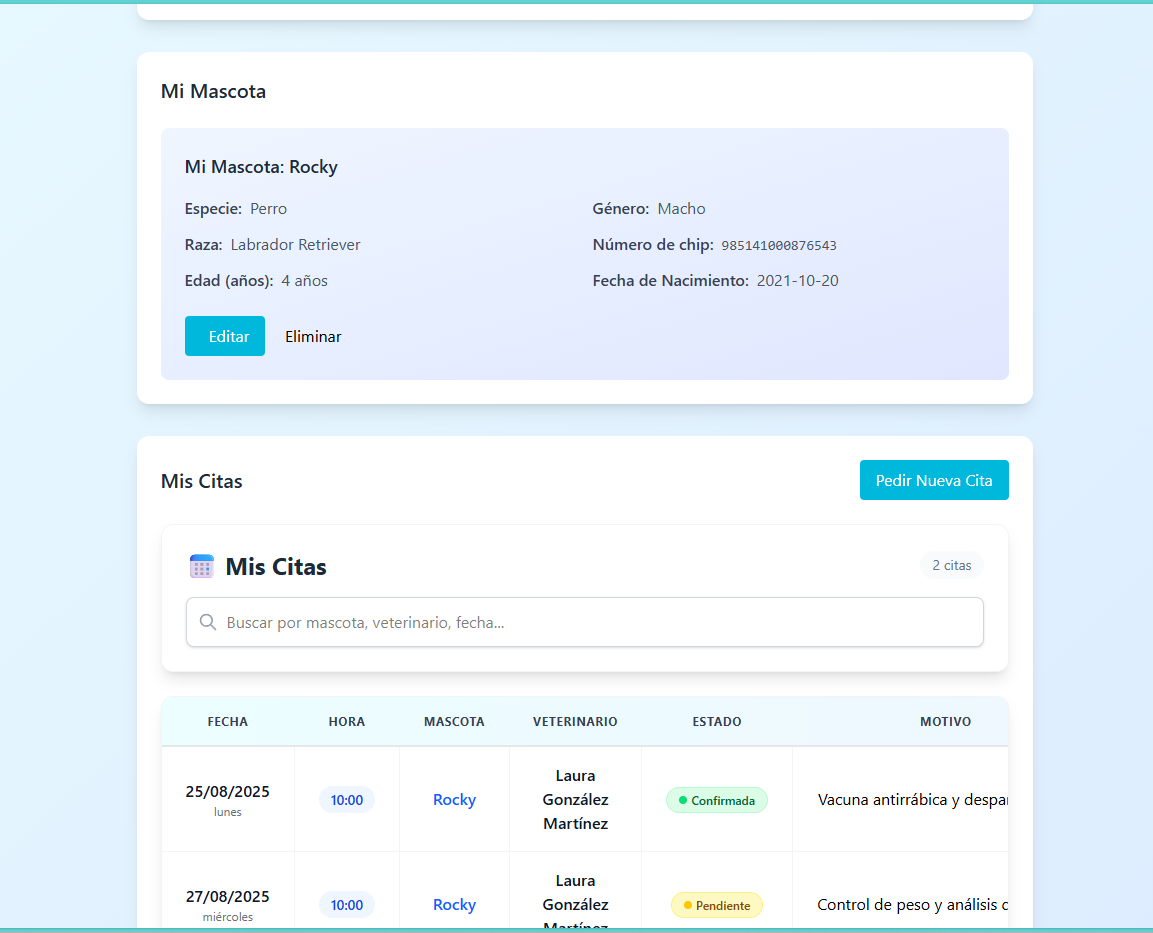 Mi Mascota
Mi Mascota: Rocky
Especie: Perro
Género: Macho
Raza: Labrador Retriever
Número de chip: 985141000876543
Edad (años): 4 años
Fecha de Nacimiento: 2021-10-20
Editar
Eliminar
Mis Citas
Pedir Nueva Cita
Mis Citas
2 citas
Buscar por mascota, veterinario, fecha...
FECHA HORA MASCOTA VETERINARIO ESTADO MOTIVO
25/08/2025
lunes
10:00
Rocky
Laura
González
Martínez
Confirmada
Vacuna antirrábica y despar
27/08/2025
miércoles
10:00
Rocky
Laura
González
Martínez
Pendiente
Control de peso y análisis